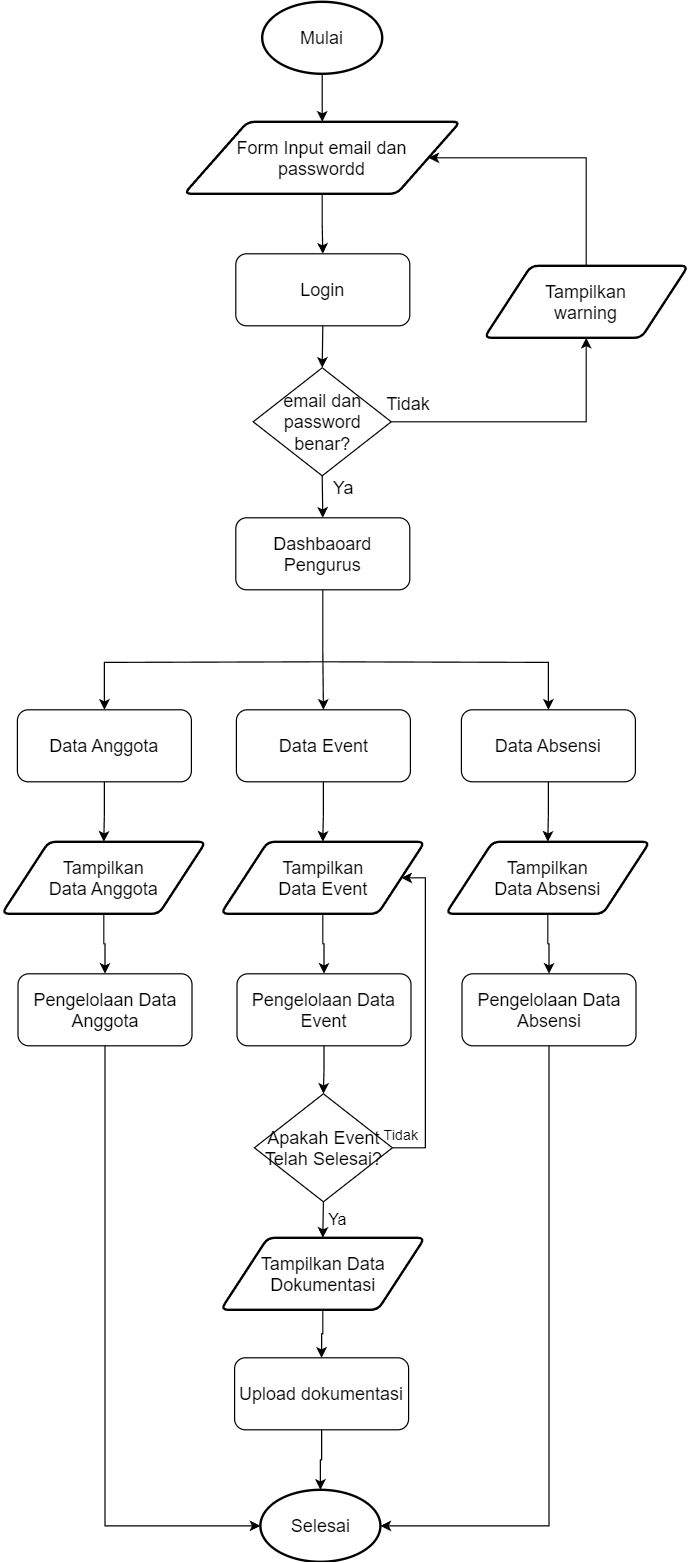 Mulai
Form Input email dan
passwordd
Login
Tampilkan
warning
email dan
password
benar?
Tidak
Ya
Dashbaoard
Pengurus
Data Anggota
Data Event
Data Absensi
Tampilkan
Data Anggota
Tampilkan
Data Event
Tampilkan
Data Absensi
Pengelolaan Data
Anggota
Pengelolaan Data
Event
Pengelolaan Data
Absensi
Apakah Event
Telah Selesai?
Tidak
Ya
Tampilkan Data
Dokumentasi
Upload dokumentasi
Selesai